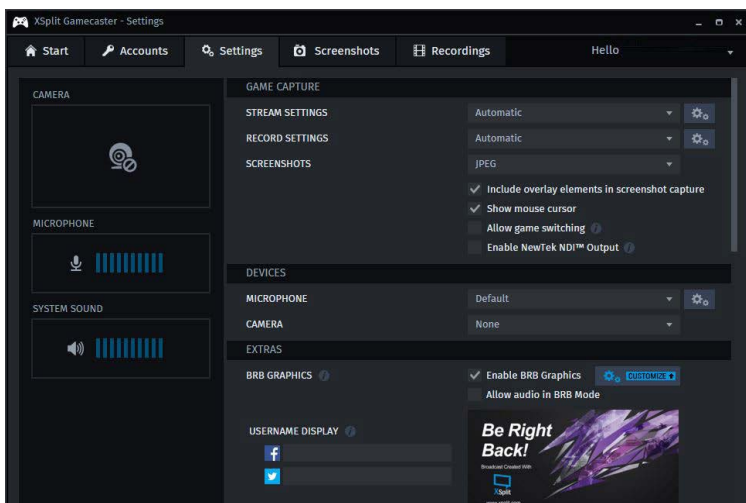 XSplit Gamecaster - Settings
Start Accounts Settings Screenshots Recordings Hello
CAMERA
MICROPHONE
SYSTEM SOUND
GAME CAPTURE
STREAM SETTINGS Automatic
RECORD SETTINGS Automatic
SCREENSHOTS JPEG
Include overlay elements in screenshot capture
Show mouse cursor
Allow game switching
Enable NewTek NDI™ Output
DEVICES
MICROPHONE Default
CAMERA None
EXTRAS
BRB GRAPHICS Enable BRB Graphics CUSTOMIZE
Allow audio in BRB Mode
USERNAME DISPLAY
Be Right
Back!
Broadcast Created With
XSplit